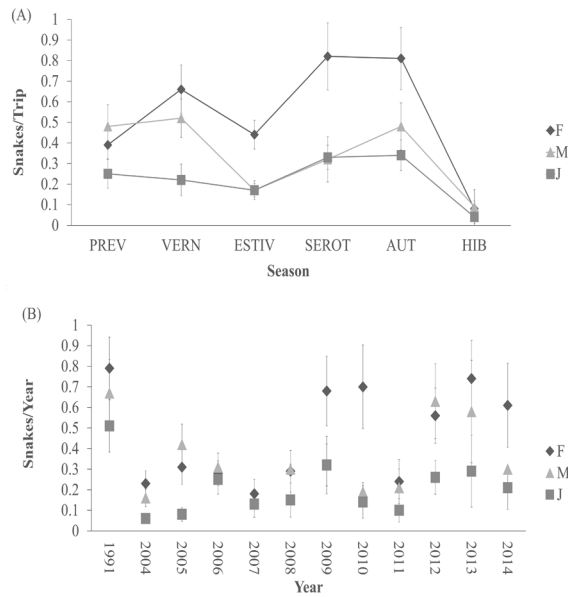 (A)
1
0.9
0.8
0.7
0.6
0.5
0.4
0.3
0.2
0.1
0
Snakes/Trip
PREV VERN ESTIV SEROT AUT HIB
Season
F
M
J
(B)
1
0.9
0.8
0.7
0.6
0.5
0.4
0.3
0.2
0.1
0
Snakes/Year
1991 2004 2005 2006 2007 2008 2009 2010 2011 2012 2013 2014
Year
F
M
J